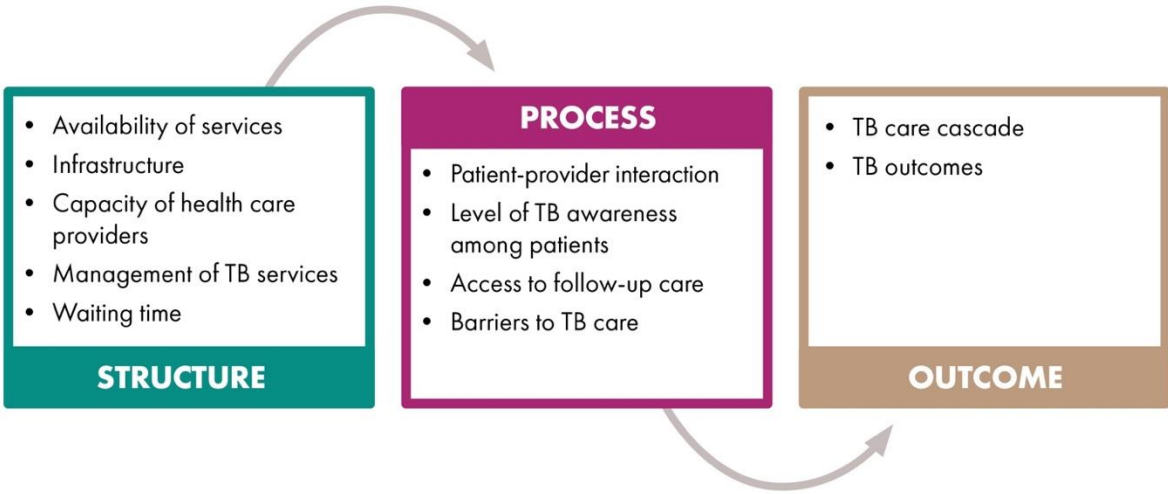 • Availability of services
• Infrastructure
• Capacity of health care
providers
• Management of TB services
• Waiting time
STRUCTURE
PROCESS
• Patient-provider interaction
• Level of TB awareness
among patients
• Access to follow-up care
• Barriers to TB care
• TB care cascade
• TB outcomes
OUTCOME